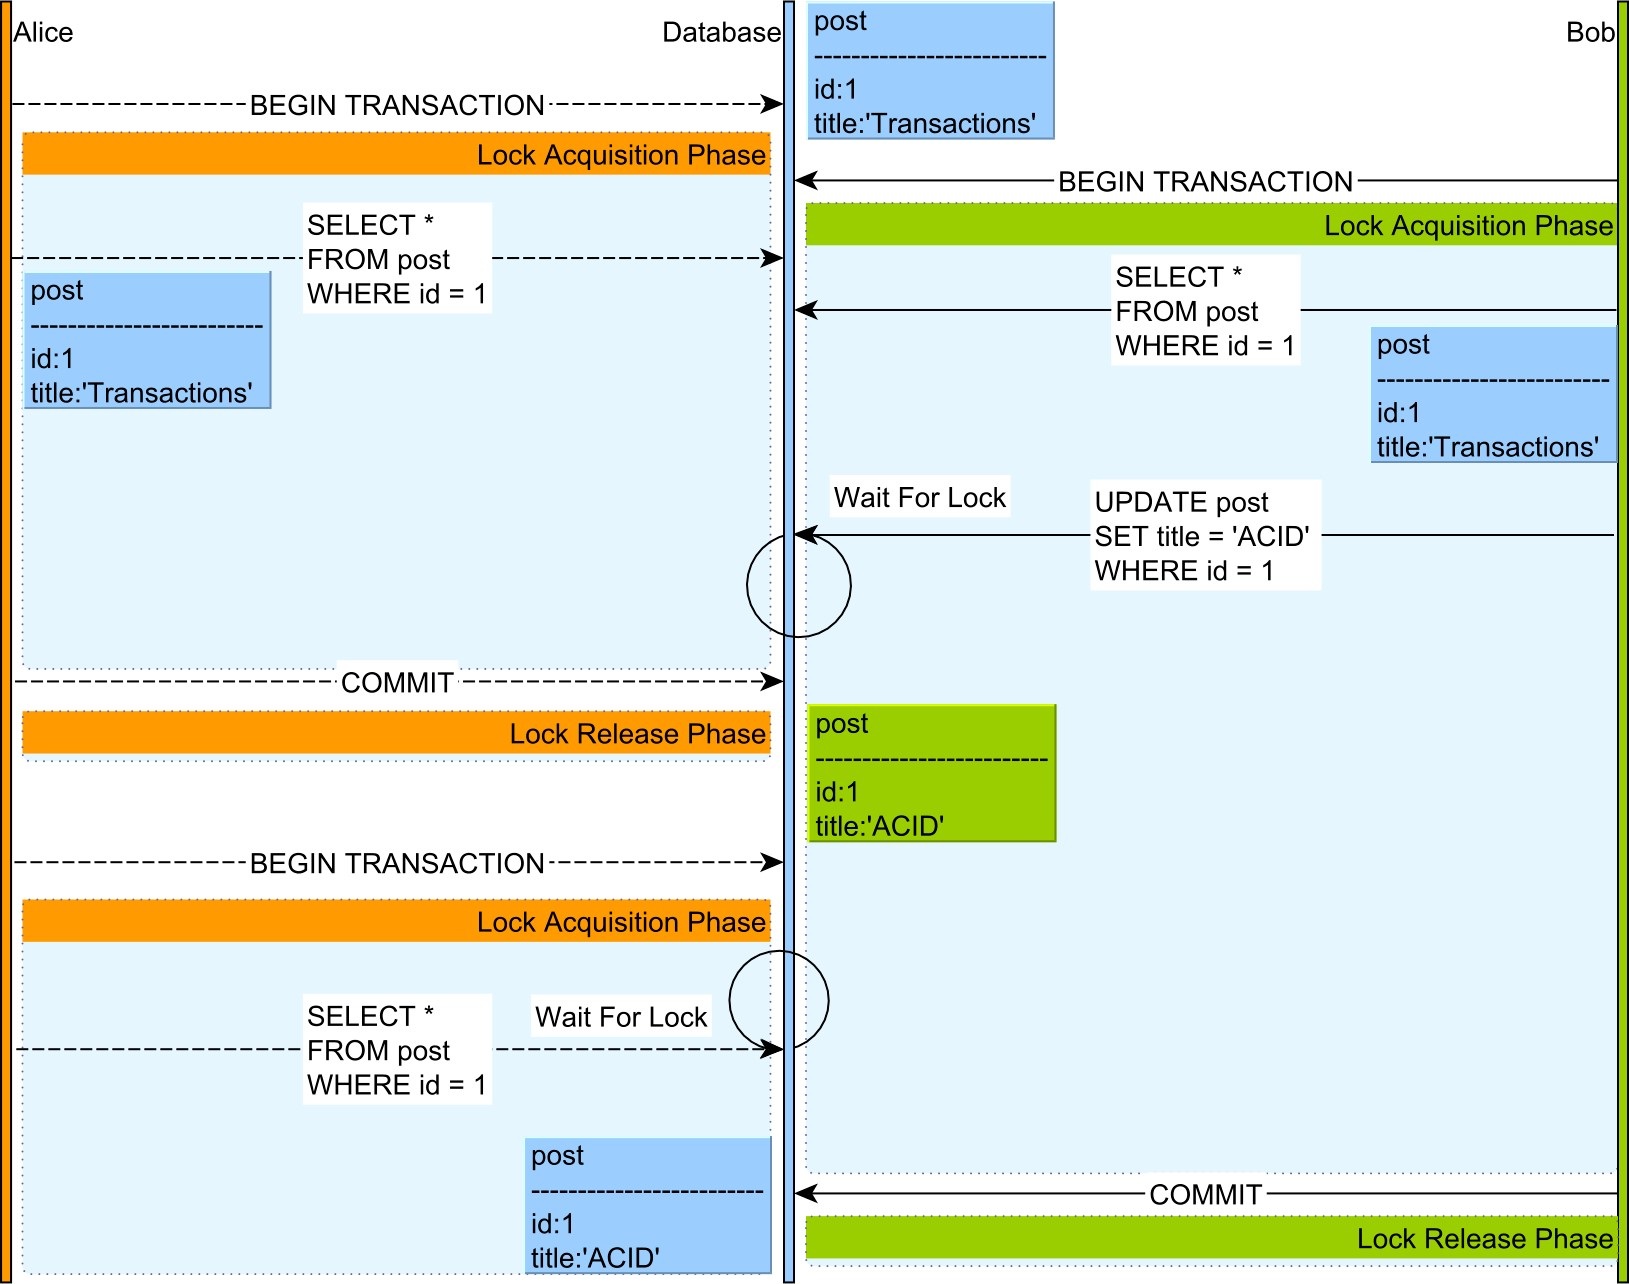 Alice
Database
post
--------------------------
id:1
title:'Transactions'
Bob
BEGIN TRANSACTION
Lock Acquisition Phase
BEGIN TRANSACTION
Lock Acquisition Phase
SELECT *
FROM post
WHERE id = 1
post
--------------------------
id:1
title:'Transactions'
SELECT *
FROM post
WHERE id = 1
post
--------------------------
id:1
title:'Transactions'
Wait For Lock
UPDATE post
SET title = 'ACID'
WHERE id = 1
COMMIT
Lock Release Phase
post
--------------------------
id:1
title:'ACID'
BEGIN TRANSACTION
Lock Acquisition Phase
SELECT *
FROM post
WHERE id = 1
Wait For Lock
post
--------------------------
id:1
title:'ACID'
COMMIT
Lock Release Phase